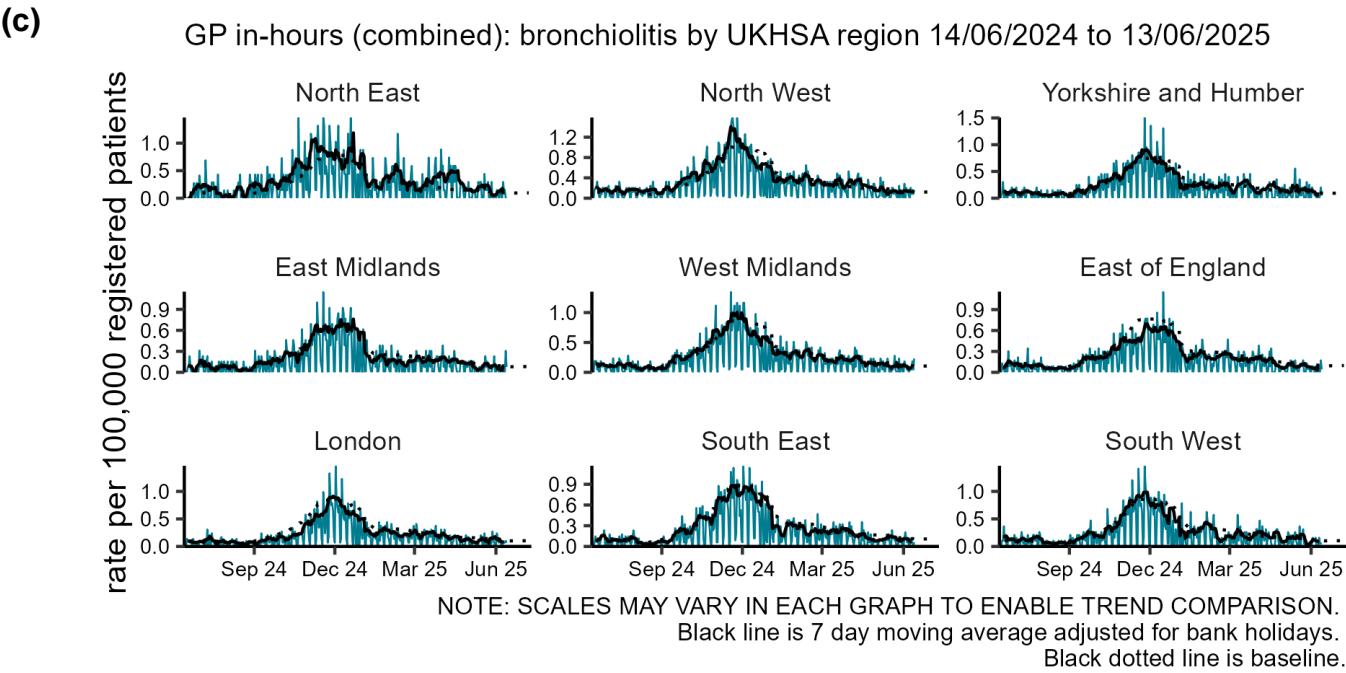 (c)
GP in-hours (combined): bronchiolitis by UKHSA region 14/06/2024 to 13/06/2025
rate per 100,000 registered patients
North East
1.0
0.5
0.0
North West
1.2
0.8
0.4
0.0
Yorkshire and Humber
1.5
1.0
0.5
0.0
East Midlands
0.9
0.6
0.3
0.0
West Midlands
1.0
0.5
0.0
East of England
0.9
0.6
0.3
0.0
London
1.0
0.5
0.0
Sep 24 Dec 24 Mar 25 Jun 25
South East
0.9
0.6
0.3
0.0
Sep 24 Dec 24 Mar 25 Jun 25
South West
1.0
0.5
0.0
Sep 24 Dec 24 Mar 25 Jun 25
NOTE: SCALES MAY VARY IN EACH GRAPH TO ENABLE TREND COMPARISON.
Black line is 7 day moving average adjusted for bank holidays.
Black dotted line is baseline.